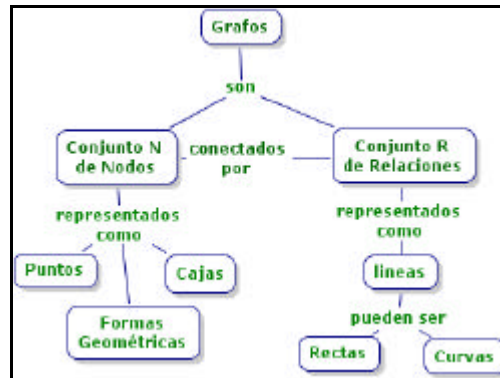 Grafos
son
Conjunto N
de Nodos
conectados
por
Conjunto R
de Relaciones
representados
como
representados
como
Puntos
Cajas
lineas
Formas
Geométricas
pueden ser
Rectas
Curvas